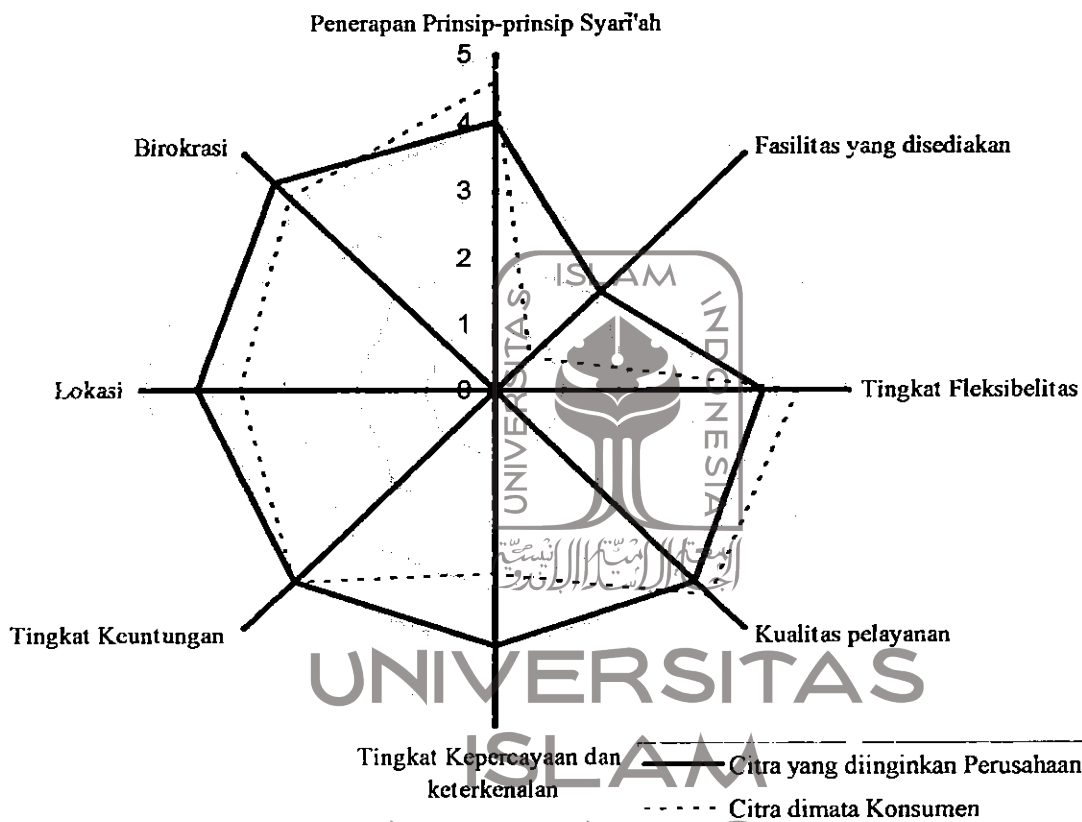 Penerapan Prinsip-prinsip Syari'ah
5
Birokrasi
4
Fasilitas yang disediakan
3
2
ISLAM
1
UNIVERSITAS
INDONESIA
Lokasi
0
Tingkat Fleksibelitas
Tingkat Keuntungan
Kualitas pelayanan
UNIVERSITAS
Tingkat Kepercayaan dan
keterkenalan
ISLAM
Citra yang diinginkan Perusahaan
Citra dimata Konsumen